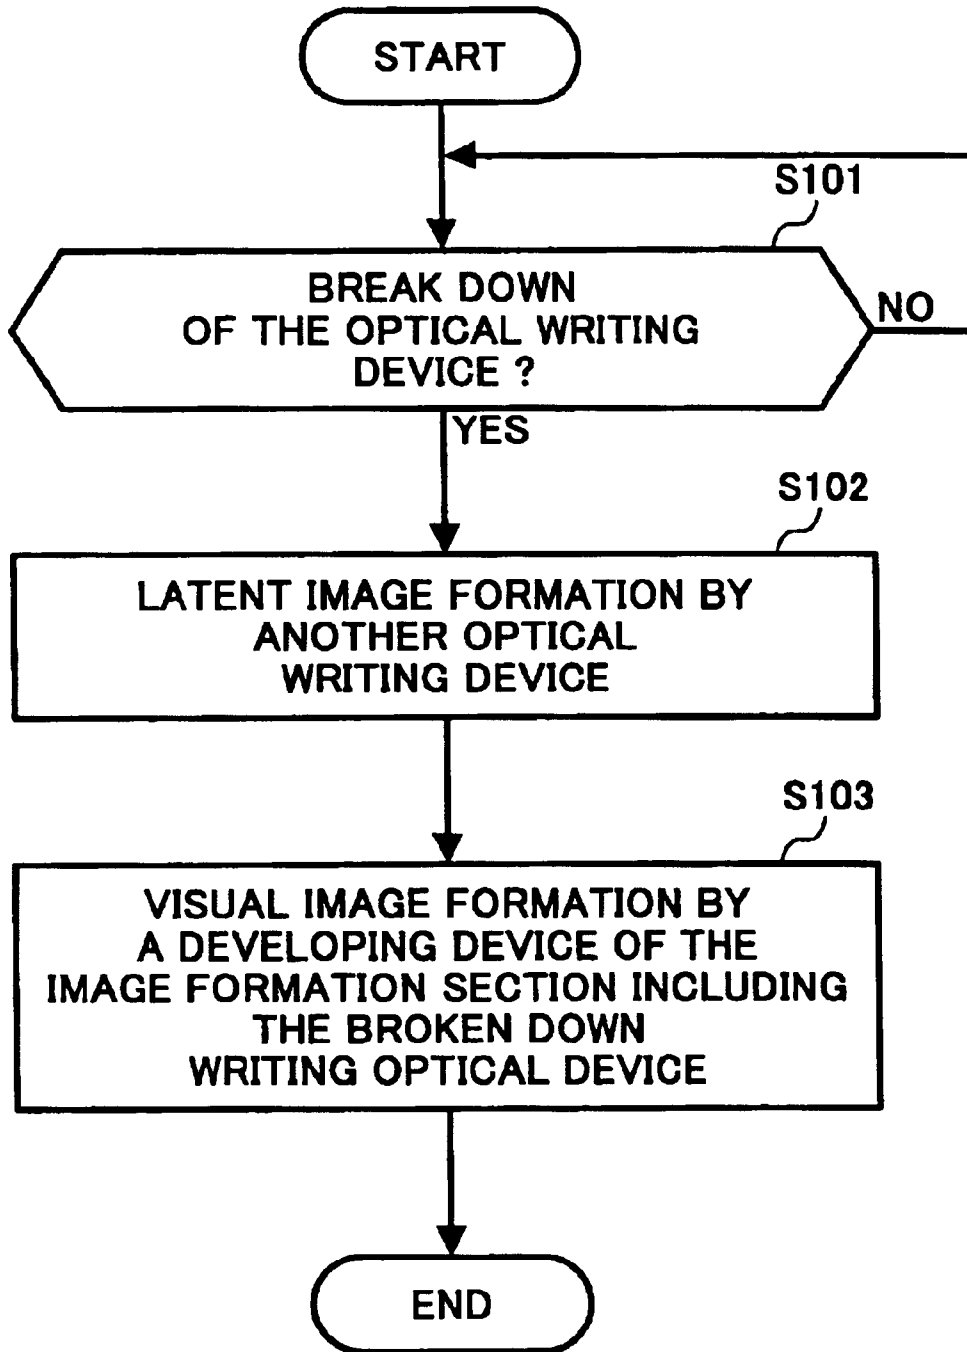 START
S101
BREAK DOWN
OF THE OPTICAL WRITING
DEVICE ?
NO
YES
S102
LATENT IMAGE FORMATION BY
ANOTHER OPTICAL
WRITING DEVICE
S103
VISUAL IMAGE FORMATION BY
A DEVELOPING DEVICE OF THE
IMAGE FORMATION SECTION INCLUDING
THE BROKEN DOWN
WRITING OPTICAL DEVICE
END